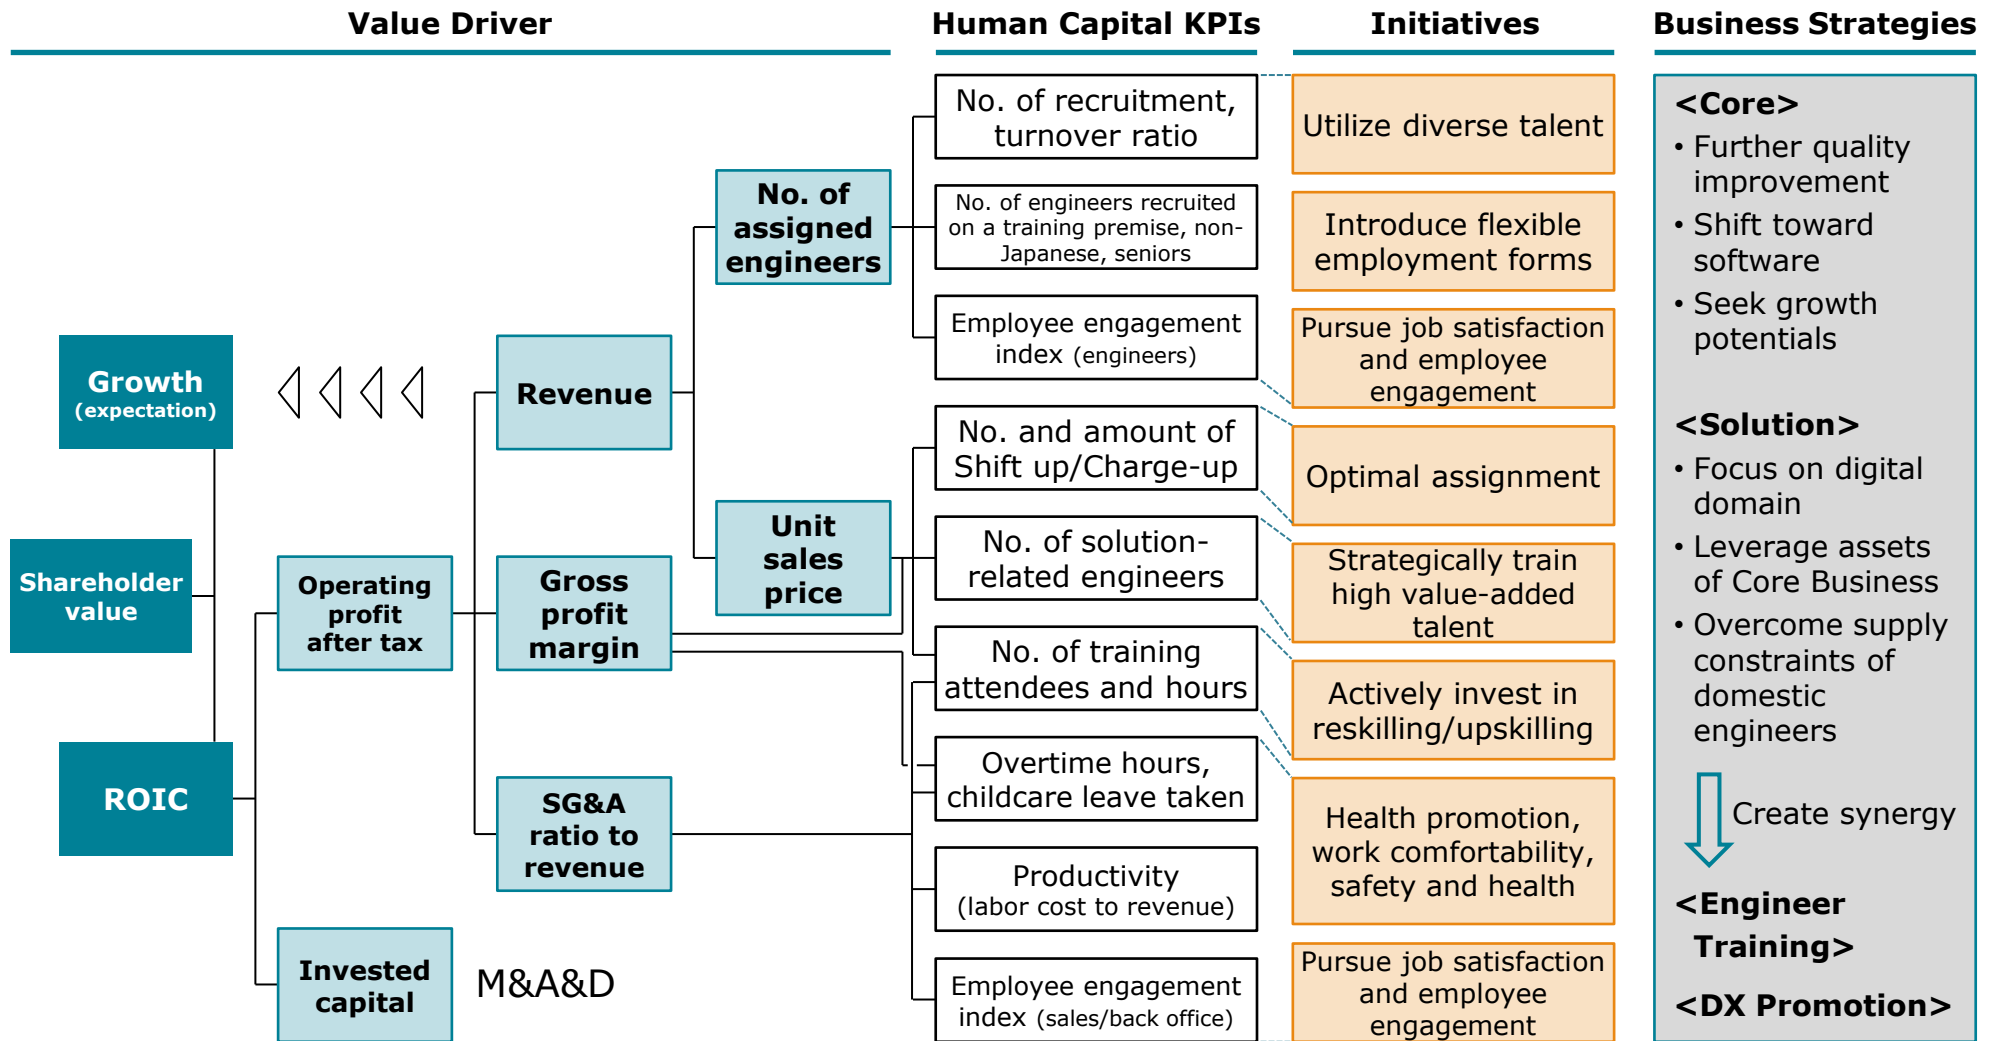 Value Driver
Human Capital KPIs
Initiatives
Business Strategies
Shareholder
value
Growth
(expectation)
ROIC
Operating
profit
after tax
Invested
capital
M&A&D
Revenue
Gross
profit
margin
SG&A
ratio to
revenue
No. of
assigned
engineers
Unit
sales
price
No. of recruitment,
turnover ratio
No. of engineers recruited
on a training premise, non-
Japanese, seniors
Employee engagement
index (engineers)
No. and amount of
Shift up/Charge-up
No. of solution-
related engineers
No. of training
attendees and hours
Overtime hours,
childcare leave taken
Productivity
(labor cost to revenue)
Employee engagement
index (sales/back office)
Utilize diverse talent
Introduce flexible
employment forms
Pursue job satisfaction
and employee
engagement
Optimal assignment
Strategically train
high value-added
talent
Actively invest in
reskilling/upskilling
Health promotion,
work comfortability,
safety and health
Pursue job satisfaction
and employee
engagement
<Core>
• Further quality
improvement
• Shift toward
software
• Seek growth
potentials
<Solution>
• Focus on digital
domain
• Leverage assets
of Core Business
• Overcome supply
constraints of
domestic
engineers
Create synergy
<Engineer
Training>
<DX Promotion>